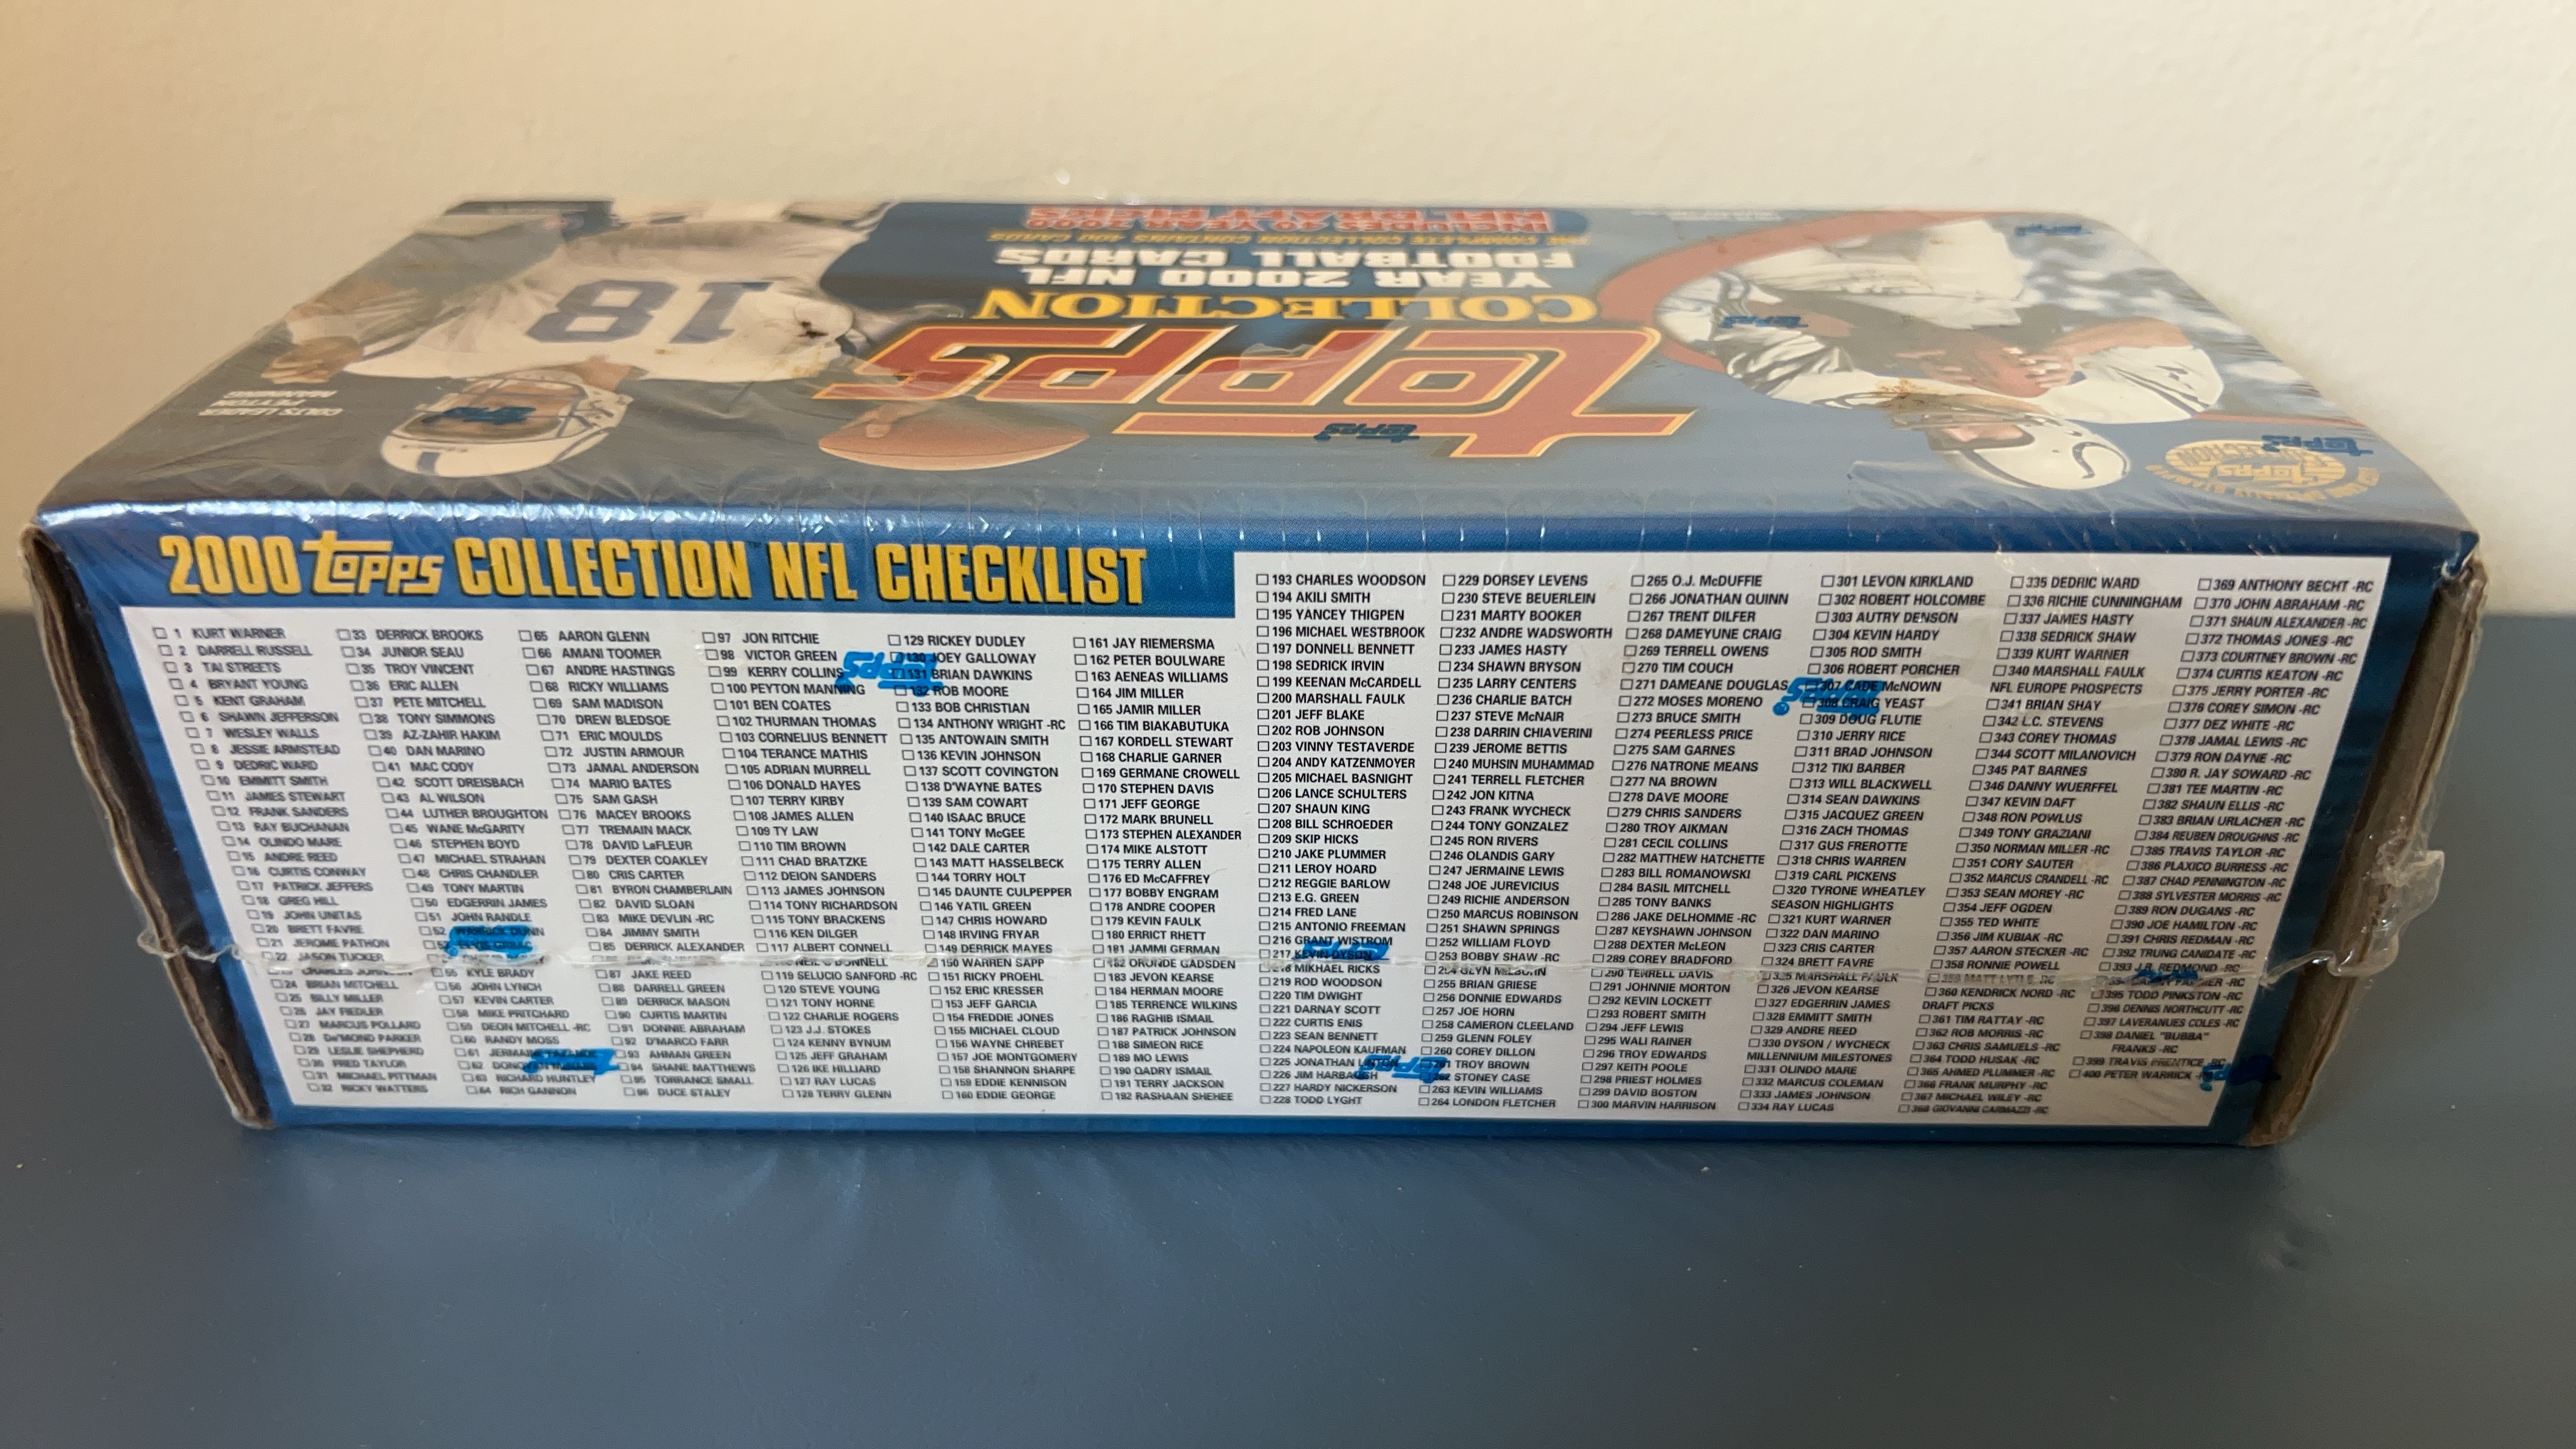 topps
COLLECTION
YEAR 2000 NFL
FOOTBALL CARDS
THE COMPLETE COLLECTION CONTAINS 400 CARDS
INCLUDES 40 YEAR 2000
NFL DRAFT PICKS
18
COLTS LEADER
PEYTON
MANNING
topps
topps
2000 topps COLLECTION NFL CHECKLIST
1 KURT WARNER
2 DARRELL RUSSELL
3 TAI STREETS
4 BRYANT YOUNG
5 KENT GRAHAM
6 SHAWN JEFFERSON
7 WESLEY WALLS
8 JESSIE ARMSTEAD
9 DEDRIC WARD
10 EMMITT SMITH
11 JAMES STEWART
12 FRANK SANDERS
13 RAY BUCHANAN
14 OLINDO MARE
15 ANDRE REED
16 CURTIS CONWAY
17 PATRICK JEFFERS
18 GREG HILL
19 JOHN UNITAS
20 BRETT FAVRE
21 JEROME PATHON
22 JASON TUCKER
CHARLES JOHNSON
24 BRIAN MITCHELL
25 BILLY MILLER
26 JAY FIEDLER
27 MARCUS POLLARD
28 De'MOND PARKER
29 LESLIE SHEPHERD
30 FRED TAYLOR
31 MICHAEL PITTMAN
32 RICKY WATTERS
33 DERRICK BROOKS
34 JUNIOR SEAU
35 TROY VINCENT
36 ERIC ALLEN
37 PETE MITCHELL
38 TONY SIMMONS
39 AZ-ZAHIR HAKIM
40 DAN MARINO
41 MAC CODY
42 SCOTT DREISBACH
43 AL WILSON
44 LUTHER BROUGHTON
45 WANE McGARITY
46 STEPHEN BOYD
47 MICHAEL STRAHAN
48 CHRIS CHANDLER
49 TONY MARTIN
50 EDGERRIN JAMES
51 JOHN RANDLE
52 WARRICK DUNN
53 ELVIS GRBAC
55 KYLE BRADY
56 JOHN LYNCH
57 KEVIN CARTER
58 MIKE PRITCHARD
59 DEON MITCHELL -RC
60 RANDY MOSS
61 JERMAINE FAZANDE
62 DONOVAN
63 RICHARD HUNTLEY
64 RICH GANNON
65 AARON GLENN
66 AMANI TOOMER
67 ANDRE HASTINGS
68 RICKY WILLIAMS
69 SAM MADISON
70 DREW BLEDSOE
71 ERIC MOULDS
72 JUSTIN ARMOUR
73 JAMAL ANDERSON
74 MARIO BATES
75 SAM GASH
76 MACEY BROOKS
77 TREMAIN MACK
78 DAVID LaFLEUR
79 DEXTER COAKLEY
80 CRIS CARTER
81 BYRON CHAMBERLAIN
82 DAVID SLOAN
83 MIKE DEVLIN -RC
84 JIMMY SMITH
85 DERRICK ALEXANDER
87 JAKE REED
88 DARRELL GREEN
89 DERRICK MASON
90 CURTIS MARTIN
91 DONNIE ABRAHAM
92 D'MARCO FARR
93 AHMAN GREEN
94 SHANE MATTHEWS
95 TORRANCE SMALL
96 DUCE STALEY
97 JON RITCHIE
98 VICTOR GREEN
99 KERRY COLLINS
100 PEYTON MANNING
101 BEN COATES
102 THURMAN THOMAS
103 CORNELIUS BENNETT
104 TERANCE MATHIS
105 ADRIAN MURRELL
106 DONALD HAYES
107 TERRY KIRBY
108 JAMES ALLEN
109 TY LAW
110 TIM BROWN
111 CHAD BRATZKE
112 DEION SANDERS
113 JAMES JOHNSON
114 TONY RICHARDSON
115 TONY BRACKENS
116 KEN DILGER
117 ALBERT CONNELL
NEIL O'DONNELL
119 SELUCIO SANFORD -RC
120 STEVE YOUNG
121 TONY HORNE
122 CHARLIE ROGERS
123 J.J. STOKES
124 KENNY BYNUM
125 JEFF GRAHAM
126 IKE HILLIARD
127 RAY LUCAS
128 TERRY GLENN
129 RICKEY DUDLEY
130 JOEY GALLOWAY
131 BRIAN DAWKINS
132 ROB MOORE
133 BOB CHRISTIAN
134 ANTHONY WRIGHT -RC
135 ANTOWAIN SMITH
136 KEVIN JOHNSON
137 SCOTT COVINGTON
138 D'WAYNE BATES
139 SAM COWART
140 ISAAC BRUCE
141 TONY McGEE
142 DALE CARTER
143 MATT HASSELBECK
144 TORRY HOLT
145 DAUNTE CULPEPPER
146 YATIL GREEN
147 CHRIS HOWARD
148 IRVING FRYAR
149 DERRICK MAYES
150 WARREN SAPP
151 RICKY PROEHL
152 ERIC KRESSER
153 JEFF GARCIA
154 FREDDIE JONES
155 MICHAEL CLOUD
156 WAYNE CHREBET
157 JOE MONTGOMERY
158 SHANNON SHARPE
159 EDDIE KENNISON
160 EDDIE GEORGE
161 JAY RIEMERSMA
162 PETER BOULWARE
163 AENEAS WILLIAMS
164 JIM MILLER
165 JAMIR MILLER
166 TIM BIAKABUTUKA
167 KORDELL STEWART
168 CHARLIE GARNER
169 GERMANE CROWELL
170 STEPHEN DAVIS
171 JEFF GEORGE
172 MARK BRUNELL
173 STEPHEN ALEXANDER
174 MIKE ALSTOTT
175 TERRY ALLEN
176 ED McCAFFREY
177 BOBBY ENGRAM
178 ANDRE COOPER
179 KEVIN FAULK
180 ERRICT RHETT
181 JAMMI GERMAN
182 ORONDE GADSDEN
183 JEVON KEARSE
184 HERMAN MOORE
185 TERRENCE WILKINS
186 RAGHIB ISMAIL
187 PATRICK JOHNSON
188 SIMEON RICE
189 MO LEWIS
190 QADRY ISMAIL
191 TERRY JACKSON
192 RASHAAN SHEHEE
193 CHARLES WOODSON
194 AKILI SMITH
195 YANCEY THIGPEN
196 MICHAEL WESTBROOK
197 DONNELL BENNETT
198 SEDRICK IRVIN
199 KEENAN McCARDELL
200 MARSHALL FAULK
201 JEFF BLAKE
202 ROB JOHNSON
203 VINNY TESTAVERDE
204 ANDY KATZENMOYER
205 MICHAEL BASNIGHT
206 LANCE SCHULTERS
207 SHAUN KING
208 BILL SCHROEDER
209 SKIP HICKS
210 JAKE PLUMMER
211 LEROY HOARD
212 REGGIE BARLOW
213 E.G. GREEN
214 FRED LANE
215 ANTONIO FREEMAN
216 GRANT WISTROM
217 KEVIN DYSON
218 MIKHAEL RICKS
219 ROD WOODSON
220 TIM DWIGHT
221 DARNAY SCOTT
222 CURTIS ENIS
223 SEAN BENNETT
224 NAPOLEON KAUFMAN
225 JONATHAN LINTON
226 JIM HARBAUGH
227 HARDY NICKERSON
228 TODD LYGHT
229 DORSEY LEVENS
230 STEVE BEUERLEIN
231 MARTY BOOKER
232 ANDRE WADSWORTH
233 JAMES HASTY
234 SHAWN BRYSON
235 LARRY CENTERS
236 CHARLIE BATCH
237 STEVE McNAIR
238 DARRIN CHIAVERINI
239 JEROME BETTIS
240 MUHSIN MUHAMMAD
241 TERRELL FLETCHER
242 JON KITNA
243 FRANK WYCHECK
244 TONY GONZALEZ
245 RON RIVERS
246 OLANDIS GARY
247 JERMAINE LEWIS
248 JOE JUREVICIUS
249 RICHIE ANDERSON
250 MARCUS ROBINSON
251 SHAWN SPRINGS
252 WILLIAM FLOYD
253 BOBBY SHAW -RC
254 GLYN MILBURN
255 BRIAN GRIESE
256 DONNIE EDWARDS
257 JOE HORN
258 CAMERON CLEELAND
259 GLENN FOLEY
260 COREY DILLON
261 TROY BROWN
262 STONEY CASE
263 KEVIN WILLIAMS
264 LONDON FLETCHER
265 O.J. McDUFFIE
266 JONATHAN QUINN
267 TRENT DILFER
268 DAMEYUNE CRAIG
269 TERRELL OWENS
270 TIM COUCH
271 DAMEANE DOUGLAS
272 MOSES MORENO
273 BRUCE SMITH
274 PEERLESS PRICE
275 SAM GARNES
276 NATRONE MEANS
277 NA BROWN
278 DAVE MOORE
279 CHRIS SANDERS
280 TROY AIKMAN
281 CECIL COLLINS
282 MATTHEW HATCHETTE
283 BILL ROMANOWSKI
284 BASIL MITCHELL
285 TONY BANKS
286 JAKE DELHOMME -RC
287 KEYSHAWN JOHNSON
288 DEXTER McLEON
289 COREY BRADFORD
290 TERRELL DAVIS
291 JOHNNIE MORTON
292 KEVIN LOCKETT
293 ROBERT SMITH
294 JEFF LEWIS
295 WALI RAINER
296 TROY EDWARDS
297 KEITH POOLE
298 PRIEST HOLMES
299 DAVID BOSTON
300 MARVIN HARRISON
301 LEVON KIRKLAND
302 ROBERT HOLCOMBE
303 AUTRY DENSON
304 KEVIN HARDY
305 ROD SMITH
306 ROBERT PORCHER
307 CADE McNOWN
308 CRAIG YEAST
309 DOUG FLUTIE
310 JERRY RICE
311 BRAD JOHNSON
312 TIKI BARBER
313 WILL BLACKWELL
314 SEAN DAWKINS
315 JACQUEZ GREEN
316 ZACH THOMAS
317 GUS FREROTTE
318 CHRIS WARREN
319 CARL PICKENS
320 TYRONE WHEATLEY
SEASON HIGHLIGHTS
321 KURT WARNER
322 DAN MARINO
323 CRIS CARTER
324 BRETT FAVRE
325 MARSHALL FAULK
326 JEVON KEARSE
327 EDGERRIN JAMES
328 EMMITT SMITH
329 ANDRE REED
330 DYSON / WYCHECK
MILLENNIUM MILESTONES
331 OLINDO MARE
332 MARCUS COLEMAN
333 JAMES JOHNSON
334 RAY LUCAS
335 DEDRIC WARD
336 RICHIE CUNNINGHAM
337 JAMES HASTY
338 SEDRICK SHAW
339 KURT WARNER
340 MARSHALL FAULK
NFL EUROPE PROSPECTS
341 BRIAN SHAY
342 L.C. STEVENS
343 COREY THOMAS
344 SCOTT MILANOVICH
345 PAT BARNES
346 DANNY WUERFFEL
347 KEVIN DAFT
348 RON POWLUS
349 TONY GRAZIANI
350 NORMAN MILLER -RC
351 CORY SAUTER
352 MARCUS CRANDELL -RC
353 SEAN MOREY -RC
354 JEFF OGDEN
355 TED WHITE
356 JIM KUBIAK -RC
357 AARON STECKER -RC
358 RONNIE POWELL
359 MATT LYTLE -RC
360 KENDRICK NORD -RC
DRAFT PICKS
361 TIM RATTAY -RC
362 ROB MORRIS -RC
363 CHRIS SAMUELS -RC
364 TODD HUSAK -RC
365 AHMED PLUMMER -RC
366 FRANK MURPHY -RC
367 MICHAEL WILEY -RC
368 GIOVANNI CARMAZZI -RC
369 ANTHONY BECHT -RC
370 JOHN ABRAHAM -RC
371 SHAUN ALEXANDER -RC
372 THOMAS JONES -RC
373 COURTNEY BROWN -RC
374 CURTIS KEATON -RC
375 JERRY PORTER -RC
376 COREY SIMON -RC
377 DEZ WHITE -RC
378 JAMAL LEWIS -RC
379 RON DAYNE -RC
380 R. JAY SOWARD -RC
381 TEE MARTIN -RC
382 SHAUN ELLIS -RC
383 BRIAN URLACHER -RC
384 REUBEN DROUGHNS -RC
385 TRAVIS TAYLOR -RC
386 PLAXICO BURRESS -RC
387 CHAD PENNINGTON -RC
388 SYLVESTER MORRIS -RC
389 RON DUGANS -RC
390 JOE HAMILTON -RC
391 CHRIS REDMAN -RC
392 TRUNG CANIDATE -RC
393 J.R. REDMOND -RC
395 TODD PINKSTON -RC
396 DENNIS NORTHCUTT -RC
397 LAVERANUES COLES -RC
398 DANIEL "BUBBA"
FRANKS -RC
399 TRAVIS PRENTICE -RC
400 PETER WARRICK -RC